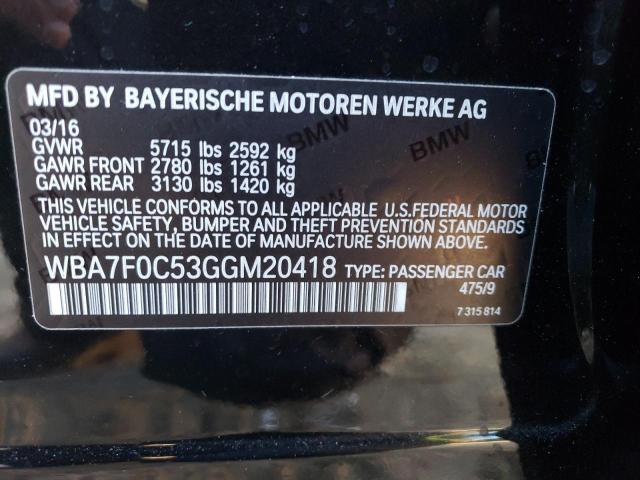 MFD BY BAYERISCHE MOTOREN WERKE AG
03/16
GVWR 5715 lbs 2592 kg
GAWR FRONT 2780 lbs 1261 kg
GAWR REAR 3130 lbs 1420 kg
THIS VEHICLE CONFORMS TO ALL APPLICABLE U.S.FEDERAL MOTOR
VEHICLE SAFETY, BUMPER AND THEFT PREVENTION STANDARDS
IN EFFECT ON THE DATE OF MANUFACTURE SHOWN ABOVE.
WBA7F0C53GGM20418 TYPE: PASSENGER CAR
475/9
7 315 814
BMW
BMW
BMW